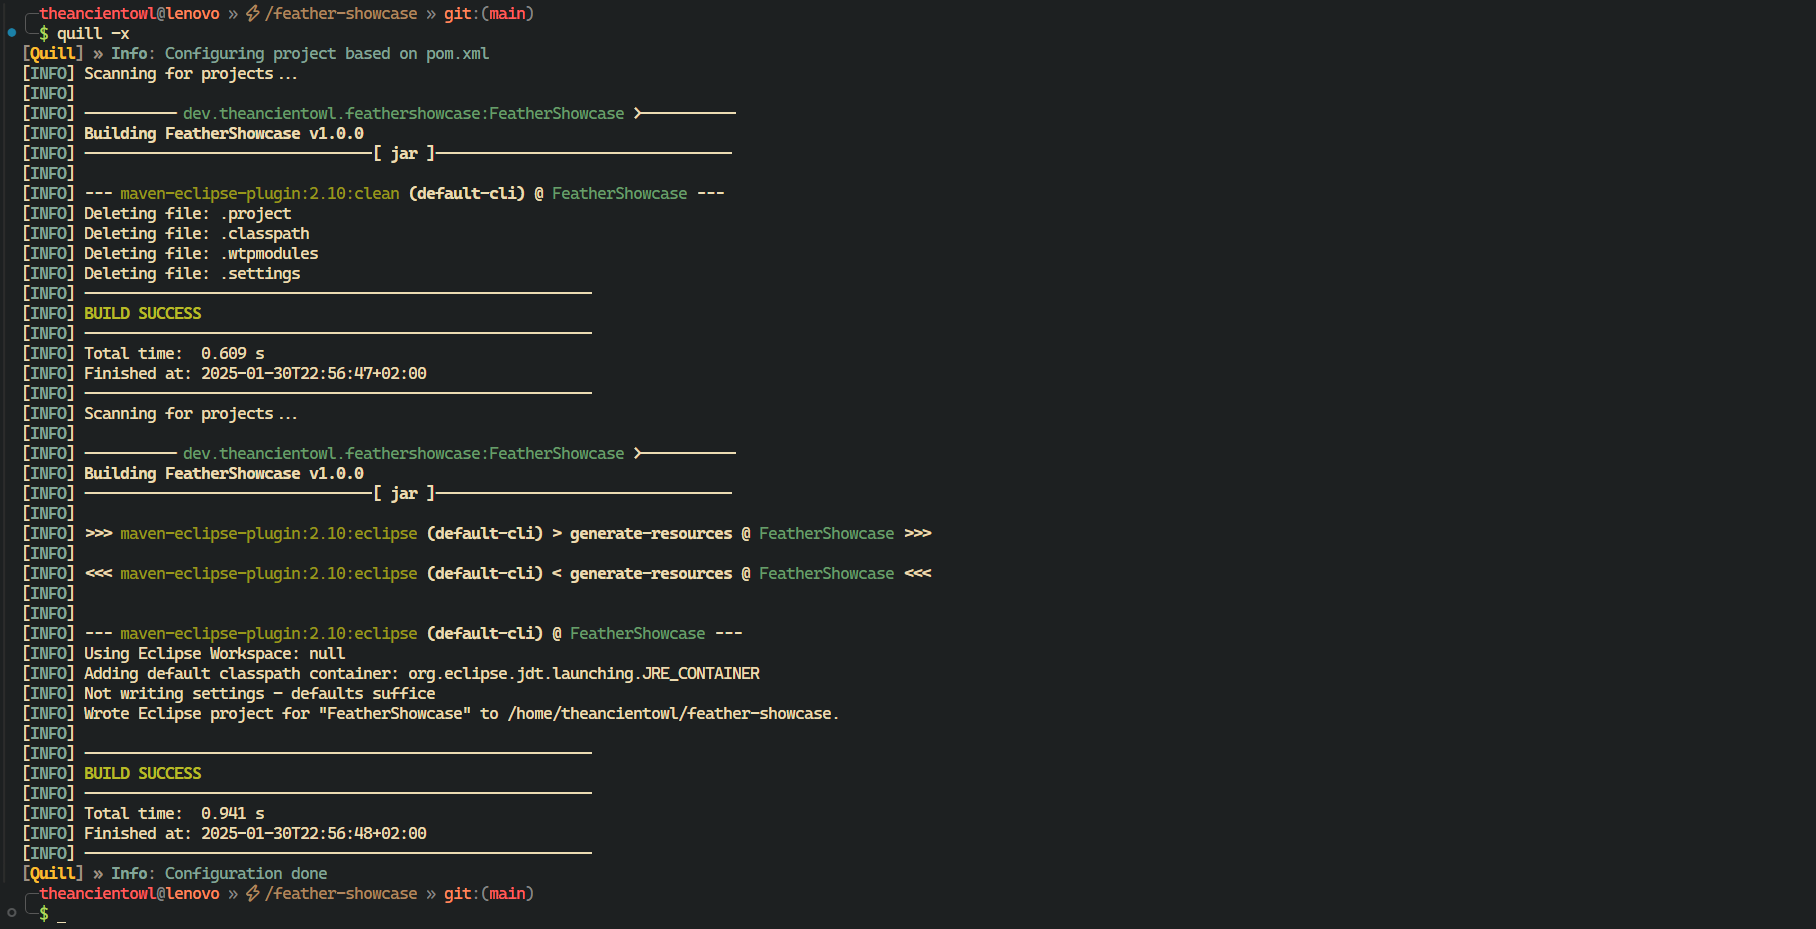 theancientowl@lenovo » ⚡/feather-showcase » git:(main)
$ quill -x
[Quill] » Info: Configuring project based on pom.xml
[INFO] Scanning for projects...
[INFO]
[INFO] ────────── dev.theancientowl.feathershowcase:FeatherShowcase >──────────
[INFO] Building FeatherShowcase v1.0.0
[INFO] ────────────────────────────────[ jar ]─────────────────────────────────
[INFO]
[INFO] --- maven-eclipse-plugin:2.10:clean (default-cli) @ FeatherShowcase ---
[INFO] Deleting file: .project
[INFO] Deleting file: .classpath
[INFO] Deleting file: .wtpmodules
[INFO] Deleting file: .settings
[INFO] ────────────────────────────────────────────────────────
[INFO] BUILD SUCCESS
[INFO] ────────────────────────────────────────────────────────
[INFO] Total time:  0.609 s
[INFO] Finished at: 2025-01-30T22:56:47+02:00
[INFO] ────────────────────────────────────────────────────────
[INFO] Scanning for projects...
[INFO]
[INFO] ────────── dev.theancientowl.feathershowcase:FeatherShowcase >──────────
[INFO] Building FeatherShowcase v1.0.0
[INFO] ────────────────────────────────[ jar ]─────────────────────────────────
[INFO]
[INFO] >>> maven-eclipse-plugin:2.10:eclipse (default-cli) > generate-resources @ FeatherShowcase >>>
[INFO]
[INFO] <<< maven-eclipse-plugin:2.10:eclipse (default-cli) < generate-resources @ FeatherShowcase <<<
[INFO]
[INFO]
[INFO] --- maven-eclipse-plugin:2.10:eclipse (default-cli) @ FeatherShowcase ---
[INFO] Using Eclipse Workspace: null
[INFO] Adding default classpath container: org.eclipse.jdt.launching.JRE_CONTAINER
[INFO] Not writing settings - defaults suffice
[INFO] Wrote Eclipse project for "FeatherShowcase" to /home/theancientowl/feather-showcase.
[INFO]
[INFO] ────────────────────────────────────────────────────────
[INFO] BUILD SUCCESS
[INFO] ────────────────────────────────────────────────────────
[INFO] Total time:  0.941 s
[INFO] Finished at: 2025-01-30T22:56:48+02:00
[INFO] ────────────────────────────────────────────────────────
[Quill] » Info: Configuration done
theancientowl@lenovo » ⚡/feather-showcase » git:(main)
$ _